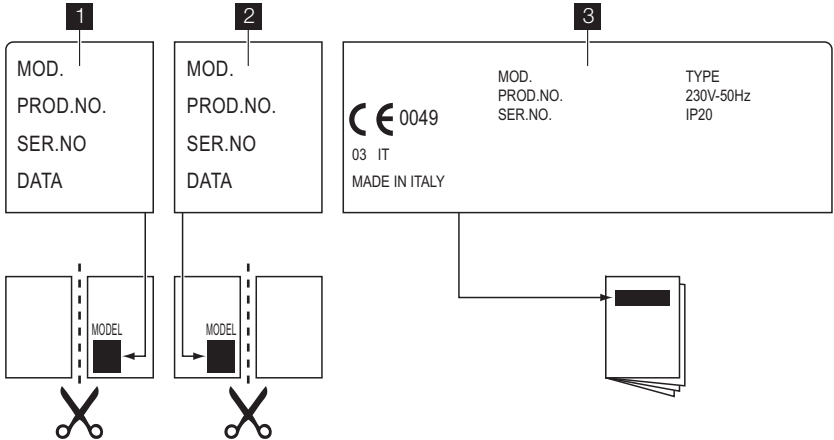 1
MOD.
PROD.NO.
SER.NO
DATA
2
MOD.
PROD.NO.
SER.NO
DATA
3
MOD.
PROD.NO.
SER.NO.
TYPE
230V-50Hz
IP20
CE 0049
03 IT
MADE IN ITALY
MODEL
MODEL